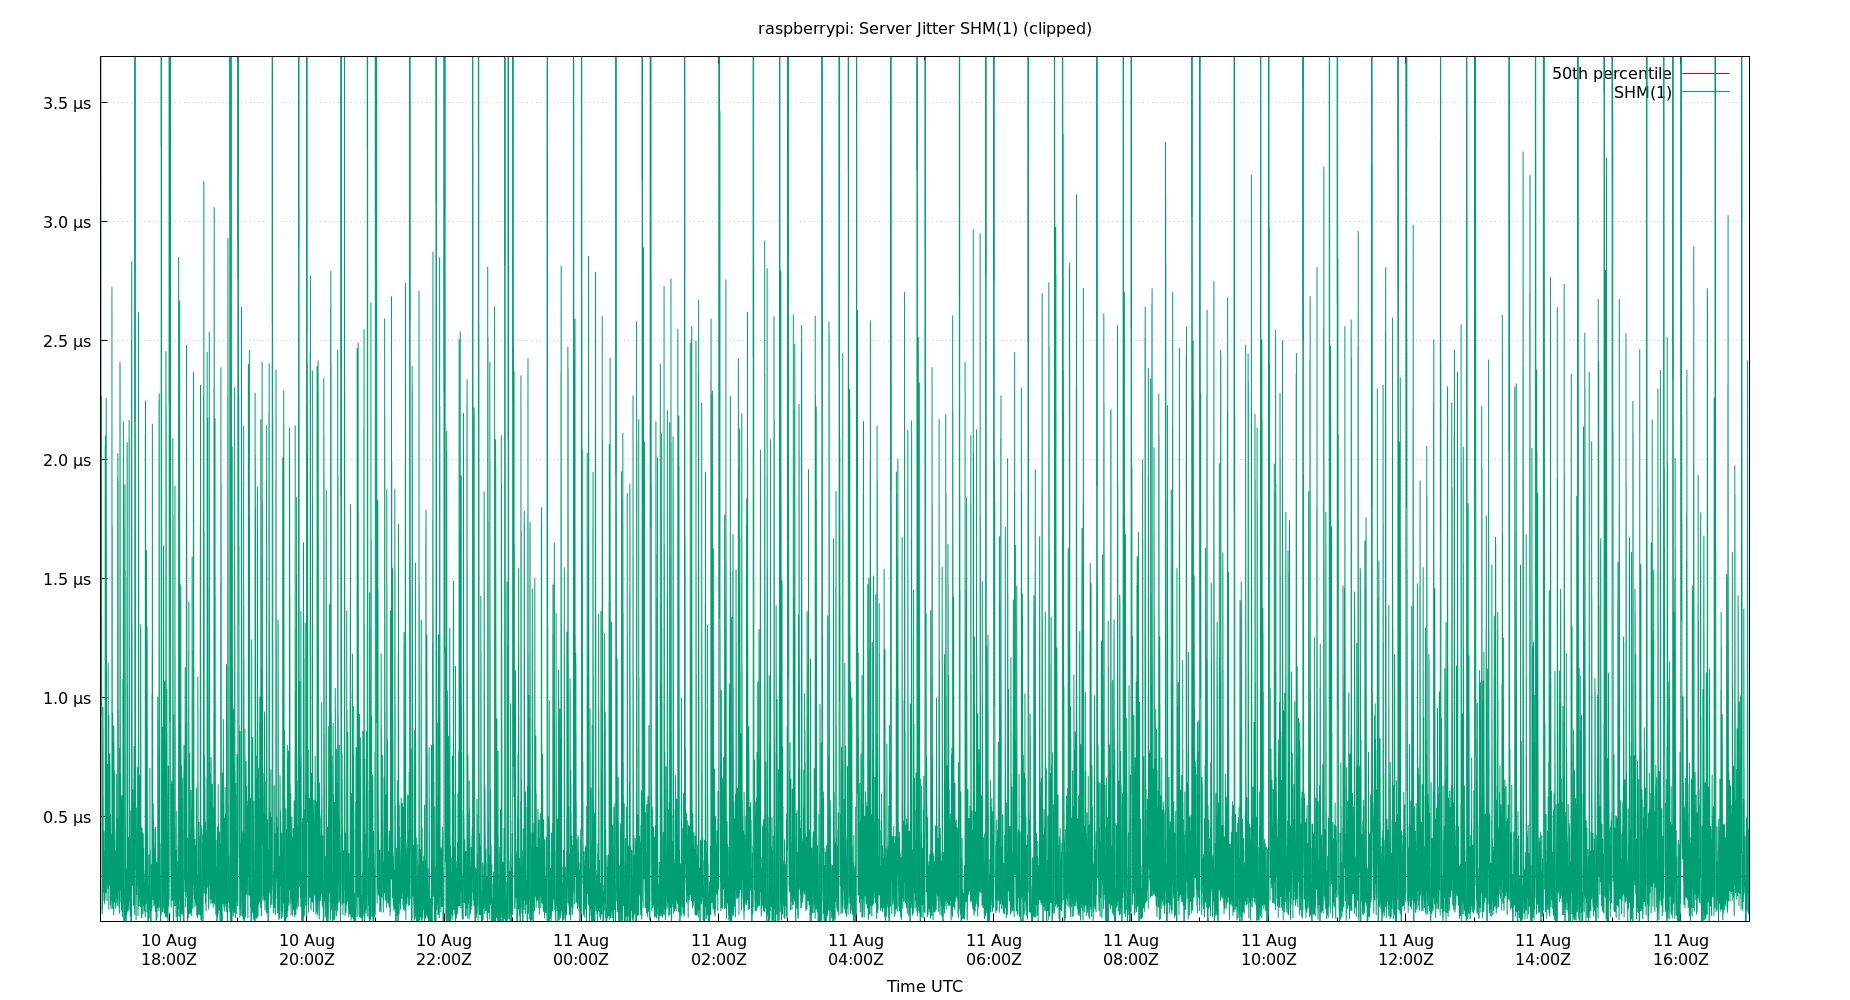 raspberrypi: Server Jitter SHM(1) (clipped)
50th percentile
SHM(1)
3.5 µs
3.0 µs
2.5 µs
2.0 µs
1.5 µs
1.0 µs
0.5 µs
10 Aug 10 Aug 10 Aug 11 Aug 11 Aug 11 Aug 11 Aug 11 Aug 11 Aug 11 Aug 11 Aug 11 Aug
18:00Z 20:00Z 22:00Z 00:00Z 02:00Z 04:00Z 06:00Z 08:00Z 10:00Z 12:00Z 14:00Z 16:00Z
Time UTC